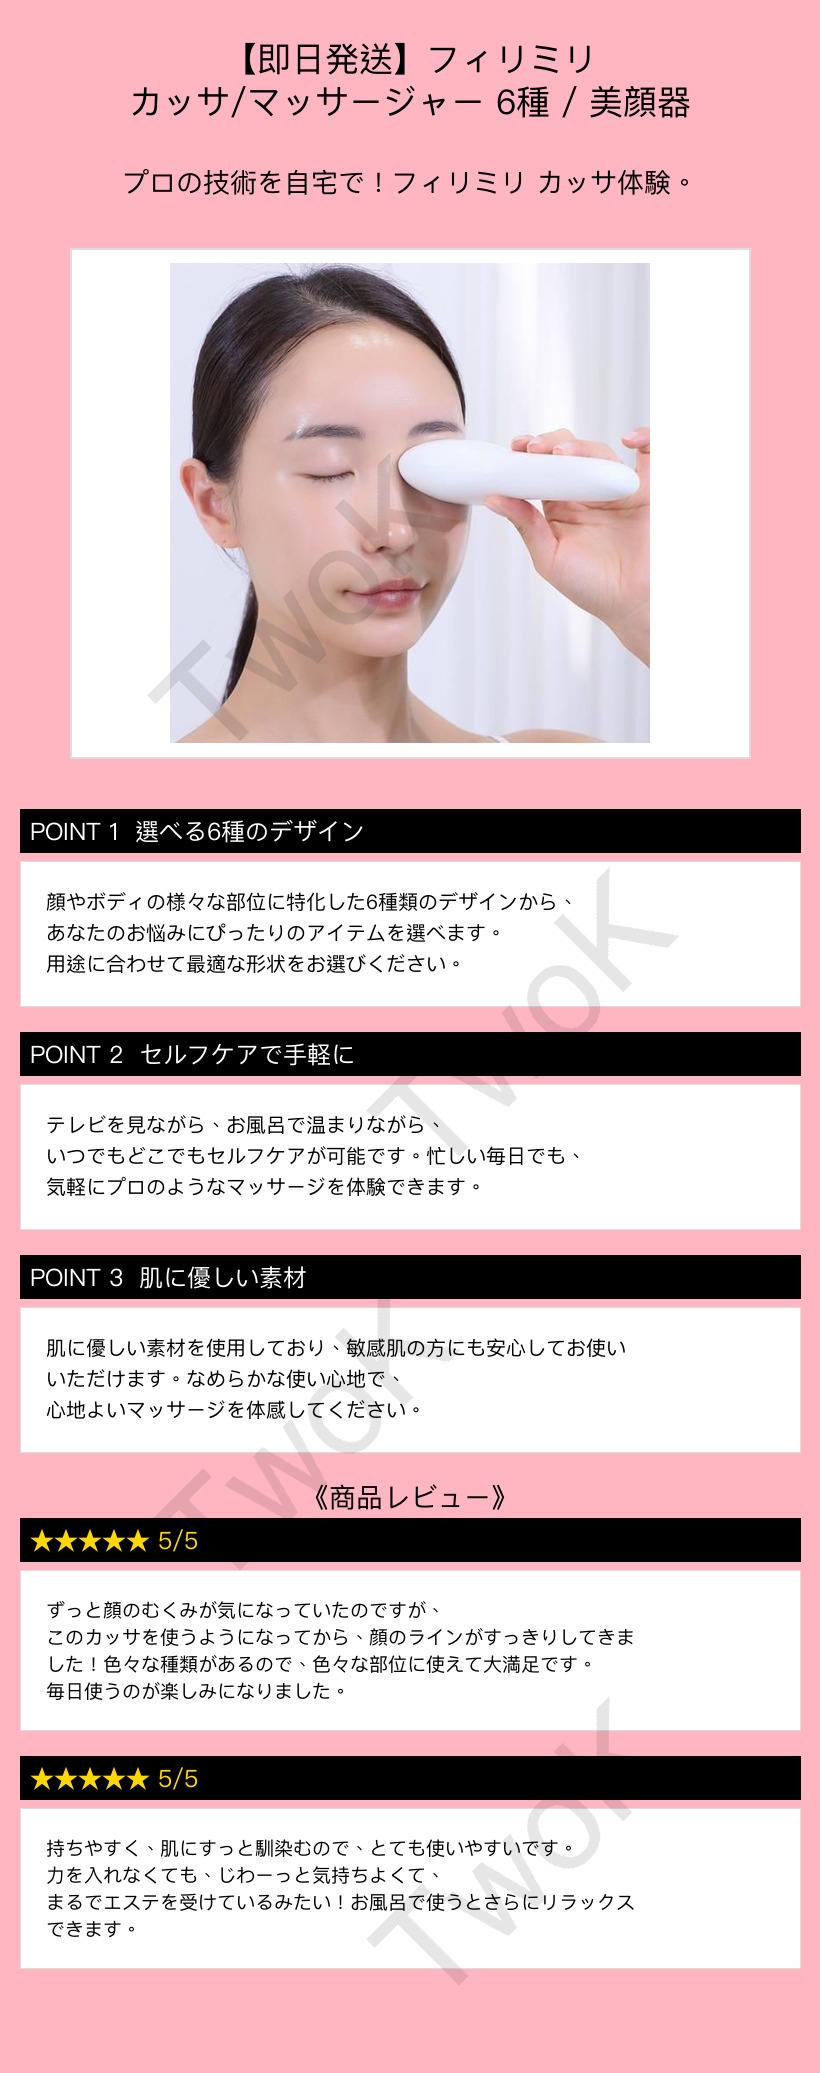 【即日発送】フィリミリ
カッサ/マッサージャー 6種 / 美顔器
プロの技術を自宅で！フィリミリ カッサ体験。
TwoK
POINT 1 選べる6種のデザイン
顔やボディの様々な部位に特化した6種類のデザインから、
あなたのお悩みにぴったりのアイテムを選べます。
用途に合わせて最適な形状をお選びください。
TwoK
POINT 2 セルフケアで手軽に
テレビを見ながら、お風呂で温まりながら、
いつでもどこでもセルフケアが可能です。忙しい毎日でも、
気軽にプロのようなマッサージを体験できます。
POINT 3 肌に優しい素材
肌に優しい素材を使用しており、敏感肌の方にも安心してお使い
いただけます。なめらかな使い心地で、
心地よいマッサージを体感してください。
TwoK
《商品レビュー》
★★★★★ 5/5
ずっと顔のむくみが気になっていたのですが、
このカッサを使うようになってから、顔のラインがすっきりしてきま
した！色々な種類があるので、色々な部位に使えて大満足です。
毎日使うのが楽しみになりました。
★★★★★ 5/5
持ちやすく、肌にすっと馴染むので、とても使いやすいです。
力を入れなくても、じわーっと気持ちよくて、
まるでエステを受けているみたい！お風呂で使うとさらにリラックス
できます。
TwoK